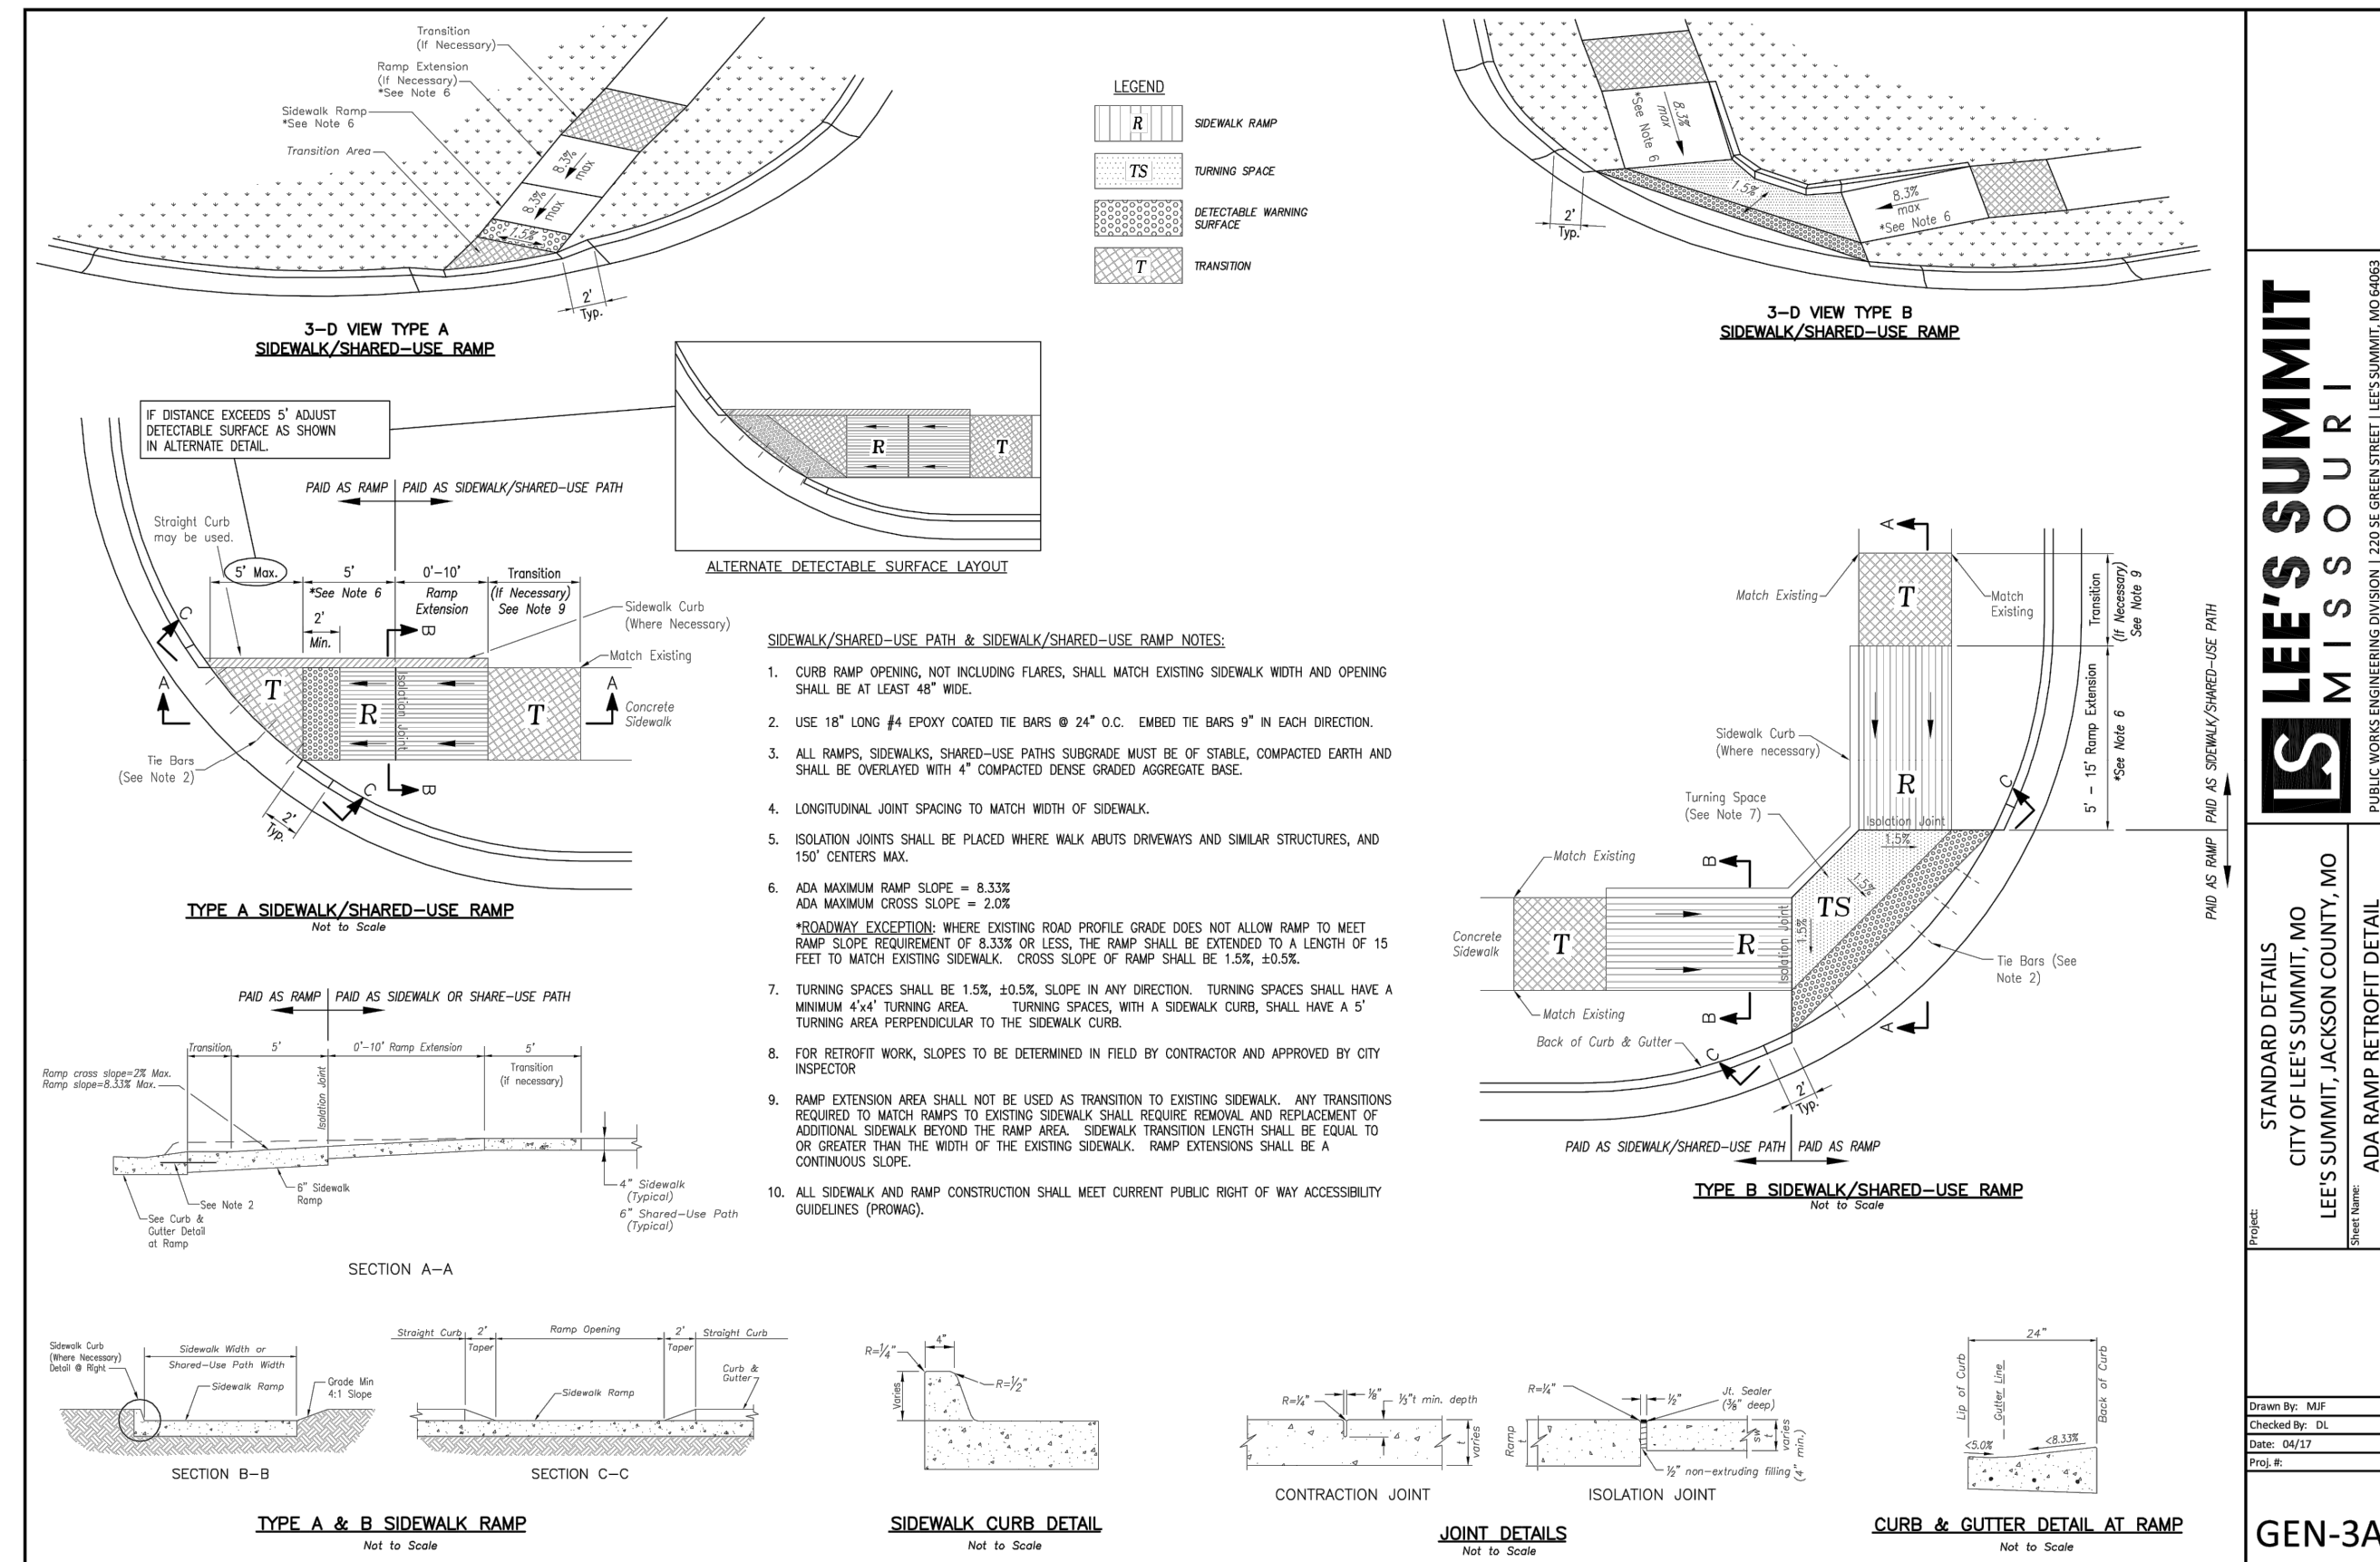 Transition
(If Necessary)
Ramp Extension
(If Necessary)
*See Note 6
Sidewalk Ramp
*See Note 6
Transition Area
8.3%
max
8.3%
max
1.5%
2'
Typ.
3-D VIEW TYPE A
SIDEWALK/SHARED-USE RAMP
LEGEND
R
SIDEWALK RAMP
TS
TURNING SPACE
DETECTABLE WARNING
SURFACE
T
TRANSITION
8.3%
max
*See Note 6
1.5%
8.3%
max
*See Note 6
2'
Typ.
3-D VIEW TYPE B
SIDEWALK/SHARED-USE RAMP
IF DISTANCE EXCEEDS 5' ADJUST
DETECTABLE SURFACE AS SHOWN
IN ALTERNATE DETAIL.
R
T
ALTERNATE DETECTABLE SURFACE LAYOUT
PAID AS RAMP
PAID AS SIDEWALK/SHARED-USE PATH
Straight Curb
may be used.
5' Max.
5'
*See Note 6
2'
Min.
0'-10'
Ramp
Extension
Transition
(If Necessary)
See Note 9
Sidewalk Curb
(Where Necessary)
Match Existing
Concrete
Sidewalk
C
B
A
A
T
R
Isolation Joint
T
Tie Bars
(See Note 2)
B
C
2'
Typ.
TYPE A SIDEWALK/SHARED-USE RAMP
Not to Scale
SIDEWALK/SHARED-USE PATH & SIDEWALK/SHARED-USE RAMP NOTES:
1. CURB RAMP OPENING, NOT INCLUDING FLARES, SHALL MATCH EXISTING SIDEWALK WIDTH AND OPENING
SHALL BE AT LEAST 48" WIDE.
2. USE 18" LONG #4 EPOXY COATED TIE BARS @ 24" O.C. EMBED TIE BARS 9" IN EACH DIRECTION.
3. ALL RAMPS, SIDEWALKS, SHARED-USE PATHS SUBGRADE MUST BE OF STABLE, COMPACTED EARTH AND
SHALL BE OVERLAYED WITH 4" COMPACTED DENSE GRADED AGGREGATE BASE.
4. LONGITUDINAL JOINT SPACING TO MATCH WIDTH OF SIDEWALK.
5. ISOLATION JOINTS SHALL BE PLACED WHERE WALK ABUTS DRIVEWAYS AND SIMILAR STRUCTURES, AND
150' CENTERS MAX.
6. ADA MAXIMUM RAMP SLOPE = 8.33%
ADA MAXIMUM CROSS SLOPE = 2.0%
*ROADWAY EXCEPTION: WHERE EXISTING ROAD PROFILE GRADE DOES NOT ALLOW RAMP TO MEET
RAMP SLOPE REQUIREMENT OF 8.33% OR LESS, THE RAMP SHALL BE EXTENDED TO A LENGTH OF 15
FEET TO MATCH EXISTING SIDEWALK. CROSS SLOPE OF RAMP SHALL BE 1.5%, ±0.5%.
7. TURNING SPACES SHALL BE 1.5%, ±0.5%, SLOPE IN ANY DIRECTION. TURNING SPACES SHALL HAVE A
MINIMUM 4'x4' TURNING AREA. TURNING SPACES, WITH A SIDEWALK CURB, SHALL HAVE A 5'
TURNING AREA PERPENDICULAR TO THE SIDEWALK CURB.
8. FOR RETROFIT WORK, SLOPES TO BE DETERMINED IN FIELD BY CONTRACTOR AND APPROVED BY CITY
INSPECTOR
9. RAMP EXTENSION AREA SHALL NOT BE USED AS TRANSITION TO EXISTING SIDEWALK. ANY TRANSITIONS
REQUIRED TO MATCH RAMPS TO EXISTING SIDEWALK SHALL REQUIRE REMOVAL AND REPLACEMENT OF
ADDITIONAL SIDEWALK BEYOND THE RAMP AREA. SIDEWALK TRANSITION LENGTH SHALL BE EQUAL TO
OR GREATER THAN THE WIDTH OF THE EXISTING SIDEWALK. RAMP EXTENSIONS SHALL BE A
CONTINUOUS SLOPE.
10. ALL SIDEWALK AND RAMP CONSTRUCTION SHALL MEET CURRENT PUBLIC RIGHT OF WAY ACCESSIBILITY
GUIDELINES (PROWAG).
A
Match Existing
T
Match
Existing
Transition
(If Necessary)
See Note 9
5' - 15' Ramp Extension
*See Note 6
PAID AS SIDEWALK/SHARED-USE PATH
PAID AS RAMP
Sidewalk Curb
(Where necessary)
R
C
Turning Space
(See Note 7)
Isolation Joint
1.5%
1.5%
1.5%
TS
Match Existing
B
Concrete
Sidewalk
T
R
Isolation Joint
Tie Bars (See
Note 2)
Match Existing
B
A
Back of Curb & Gutter
C
2'
Typ.
PAID AS SIDEWALK/SHARED-USE PATH
PAID AS RAMP
TYPE B SIDEWALK/SHARED-USE RAMP
Not to Scale
PAID AS RAMP
PAID AS SIDEWALK OR SHARE-USE PATH
Transition
5'
0'-10' Ramp Extension
5'
Transition
(if necessary)
Ramp cross slope=2% Max.
Ramp slope=8.33% Max.
Isolation Joint
4" Sidewalk
(Typical)
6" Shared-Use Path
(Typical)
6" Sidewalk
Ramp
See Note 2
See Curb &
Gutter Detail
at Ramp
SECTION A-A
Sidewalk Curb
(Where Necessary)
Detail @ Right
Sidewalk Width or
Shared-Use Path Width
Sidewalk Ramp
Grade Min
4:1 Slope
SECTION B-B
Straight Curb
2'
Taper
Ramp Opening
2'
Taper
Straight Curb
Curb &
Gutter
Sidewalk Ramp
SECTION C-C
TYPE A & B SIDEWALK RAMP
Not to Scale
4"
R=1/4"
R=1/2"
Varies
SIDEWALK CURB DETAIL
Not to Scale
R=1/4"
1/8"
1/3"t min. depth
t
varies
CONTRACTION JOINT
R=1/4"
1/2"
Jt. Sealer
(3/8" deep)
Ramp
t
sw
t
varies
(4" min.)
1/2" non-extruding filling
ISOLATION JOINT
JOINT DETAILS
Not to Scale
24"
Lip of Curb
Gutter Line
Back of Curb
<5.0%
<8.33%
CURB & GUTTER DETAIL AT RAMP
Not to Scale
LS
LEE'S SUMMIT
MISSOURI
PUBLIC WORKS ENGINEERING DIVISION | 220 SE GREEN STREET | LEE'S SUMMIT, MO 64063
Project:
STANDARD DETAILS
CITY OF LEE'S SUMMIT, MO
LEE'S SUMMIT, JACKSON COUNTY, MO
Sheet Name:
ADA RAMP RETROFIT DETAIL
Drawn By: MJF
Checked By: DL
Date: 04/17
Proj. #:
GEN-3A